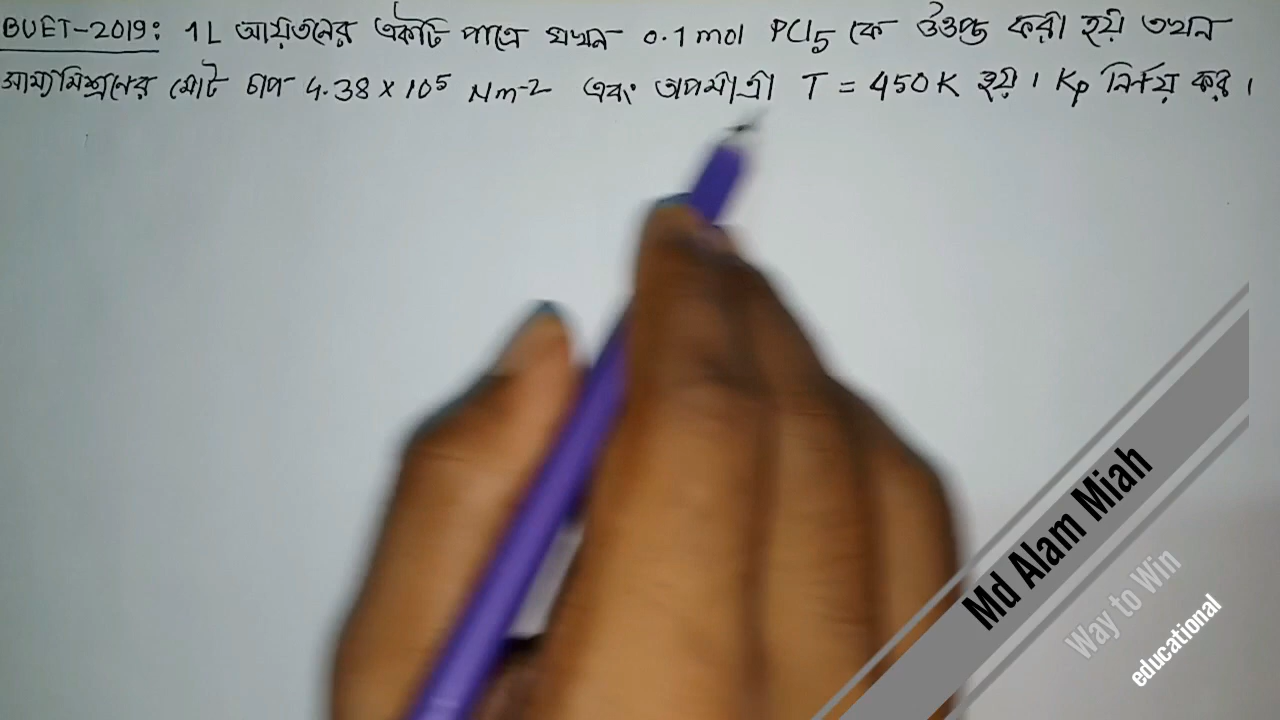 BUET-2019: 1L আয়তনের একটি পাত্রে যখন 0.1 mol PCl5 কে উত্তপ্ত করা হয় তখন
সাম্যমিশ্রণের মোট চাপ 4.38 × 10⁵ Nm⁻² এবং তাপমাত্রা T = 450K হয়। Kp নির্ণয় কর।
Md Alam Miah
Way to Win
educational